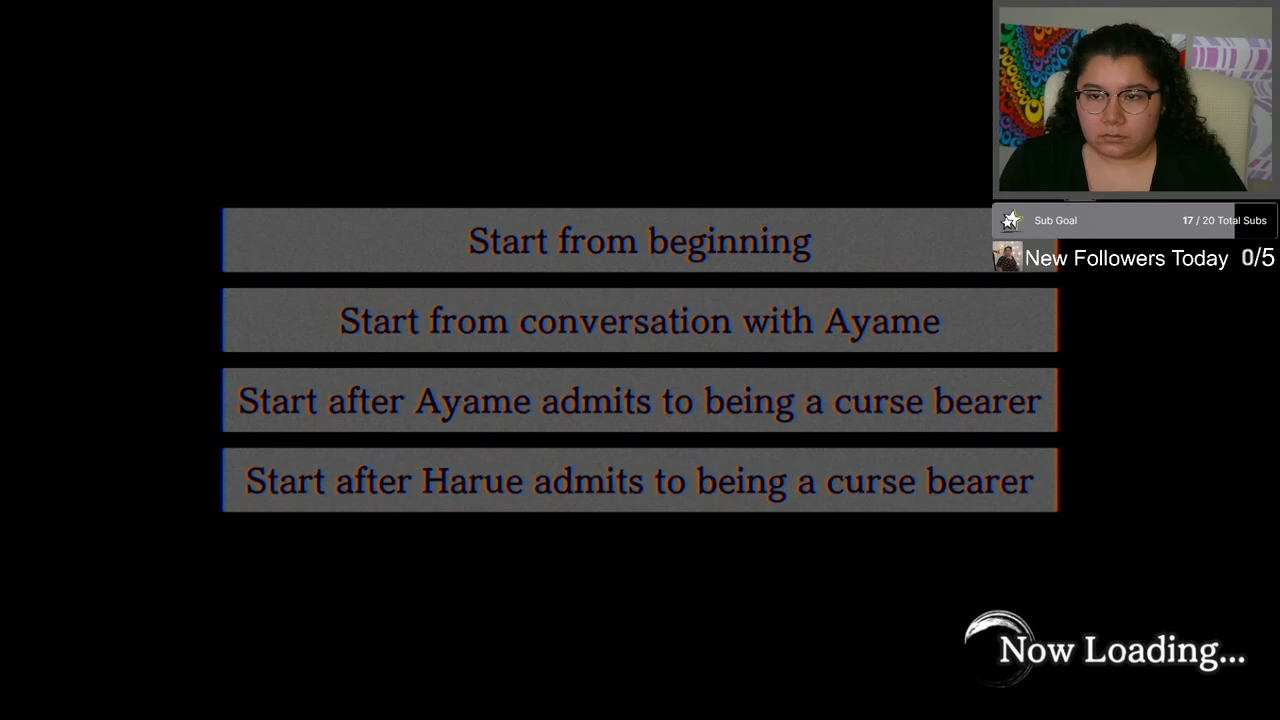 Start from beginning
Start from conversation with Ayame
Start after Ayame admits to being a curse bearer
Start after Harue admits to being a curse bearer
Sub Goal 17 / 20 Total Subs
New Followers Today 0/5
Now Loading...